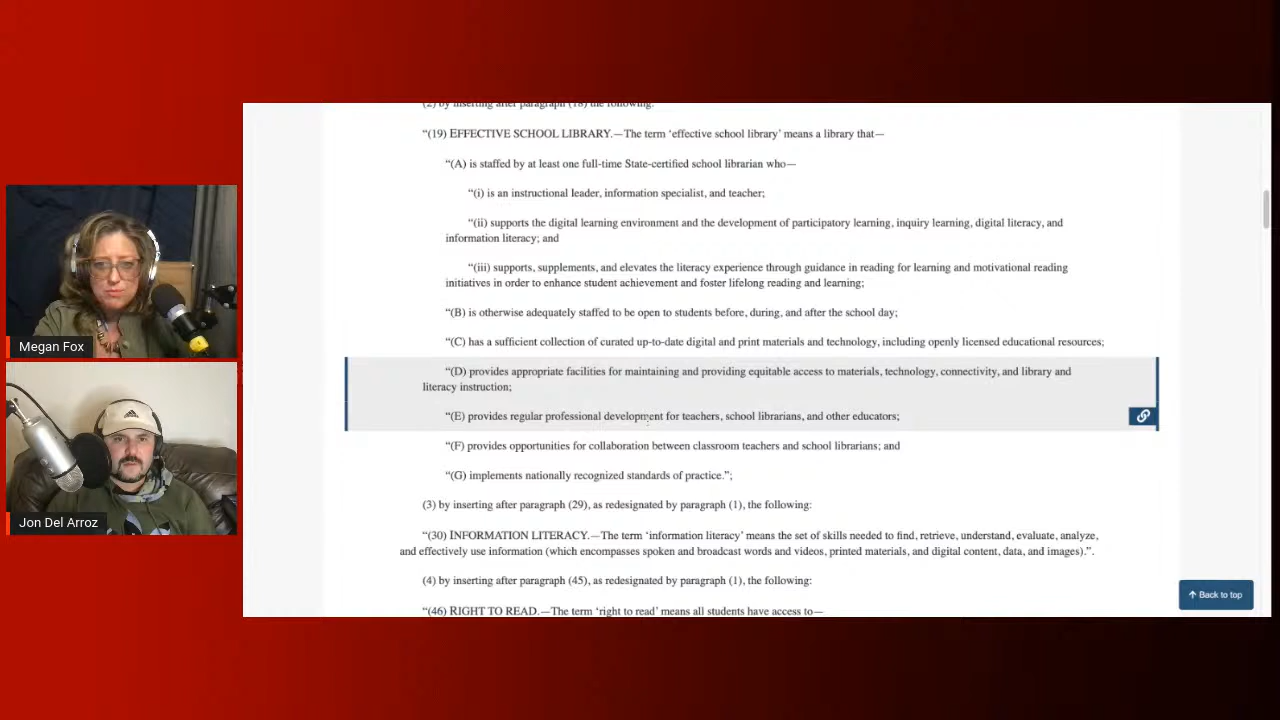 (2) by inserting after paragraph (18) the following:
“(19) EFFECTIVE SCHOOL LIBRARY.—The term ‘effective school library’ means a library that—
“(A) is staffed by at least one full-time State-certified school librarian who—
“(i) is an instructional leader, information specialist, and teacher;
“(ii) supports the digital learning environment and the development of participatory learning, inquiry learning, digital literacy, and
information literacy; and
“(iii) supports, supplements, and elevates the literacy experience through guidance in reading for learning and motivational reading
initiatives in order to enhance student achievement and foster lifelong reading and learning;
“(B) is otherwise adequately staffed to be open to students before, during, and after the school day;
“(C) has a sufficient collection of curated up-to-date digital and print materials and technology, including openly licensed educational resources;
“(D) provides appropriate facilities for maintaining and providing equitable access to materials, technology, connectivity, and library and
literacy instruction;
“(E) provides regular professional development for teachers, school librarians, and other educators;
“(F) provides opportunities for collaboration between classroom teachers and school librarians; and
“(G) implements nationally recognized standards of practice.”;
(3) by inserting after paragraph (29), as redesignated by paragraph (1), the following:
“(30) INFORMATION LITERACY.—The term ‘information literacy’ means the set of skills needed to find, retrieve, understand, evaluate, analyze,
and effectively use information (which encompasses spoken and broadcast words and videos, printed materials, and digital content, data, and images).”.
(4) by inserting after paragraph (45), as redesignated by paragraph (1), the following:
“(46) RIGHT TO READ.—The term ‘right to read’ means all students have access to—
Back to top
Megan Fox
Jon Del Arroz